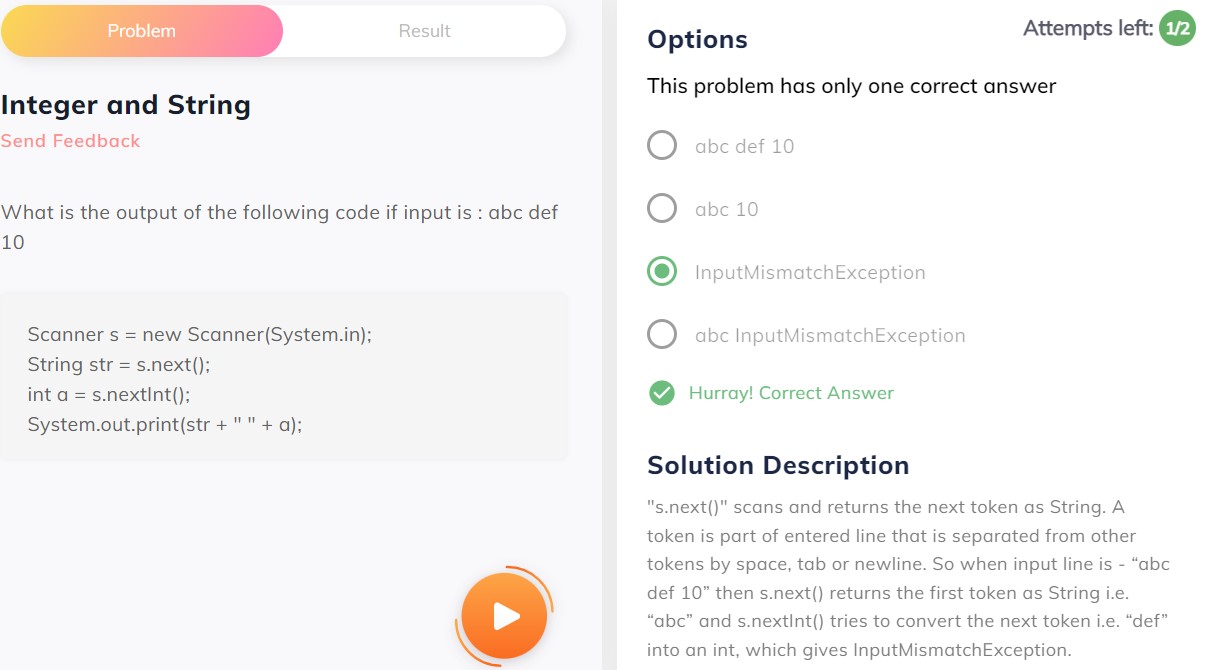 Problem
Result
Integer and String
Send Feedback
What is the output of the following code if input is : abc def
10
Scanner s = new Scanner(System.in);
String str = s.next();
int a = s.nextInt();
System.out.print(str + " " + a);
Options
Attempts left: 1/2
This problem has only one correct answer
abc def 10
abc 10
InputMismatchException
abc InputMismatchException
Hurray! Correct Answer
Solution Description
"s.next()" scans and returns the next token as String. A
token is part of entered line that is separated from other
tokens by space, tab or newline. So when input line is - “abc
def 10” then s.next() returns the first token as String i.e.
“abc” and s.nextInt() tries to convert the next token i.e. “def”
into an int, which gives InputMismatchException.